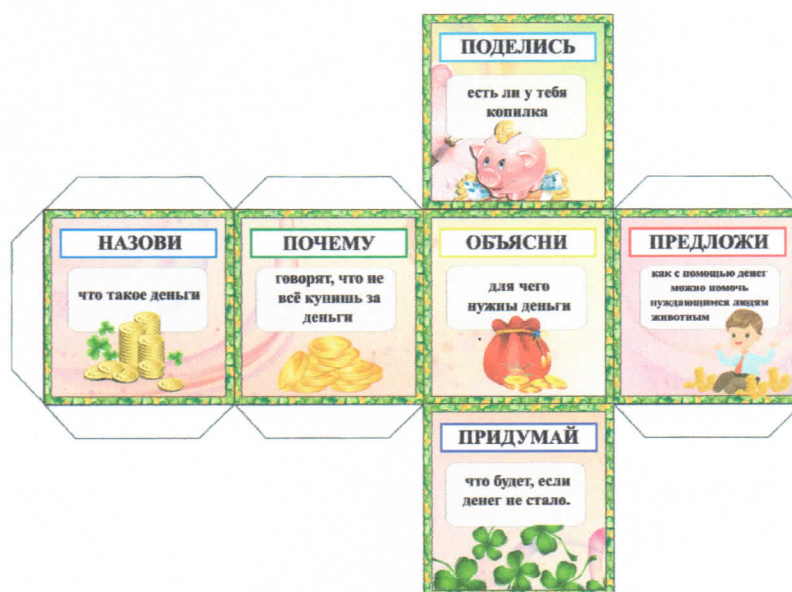 ПОДЕЛИСЬ
есть ли у тебя
копилка
НАЗОВИ
что такое деньги
ПОЧЕМУ
говорят, что не
всё купишь за
деньги
ОБЪЯСНИ
для чего
нужны деньги
ПРЕДЛОЖИ
как с помощью денег
можно помочь
нуждающимся людям
животным
ПРИДУМАЙ
что будет, если
денег не стало.